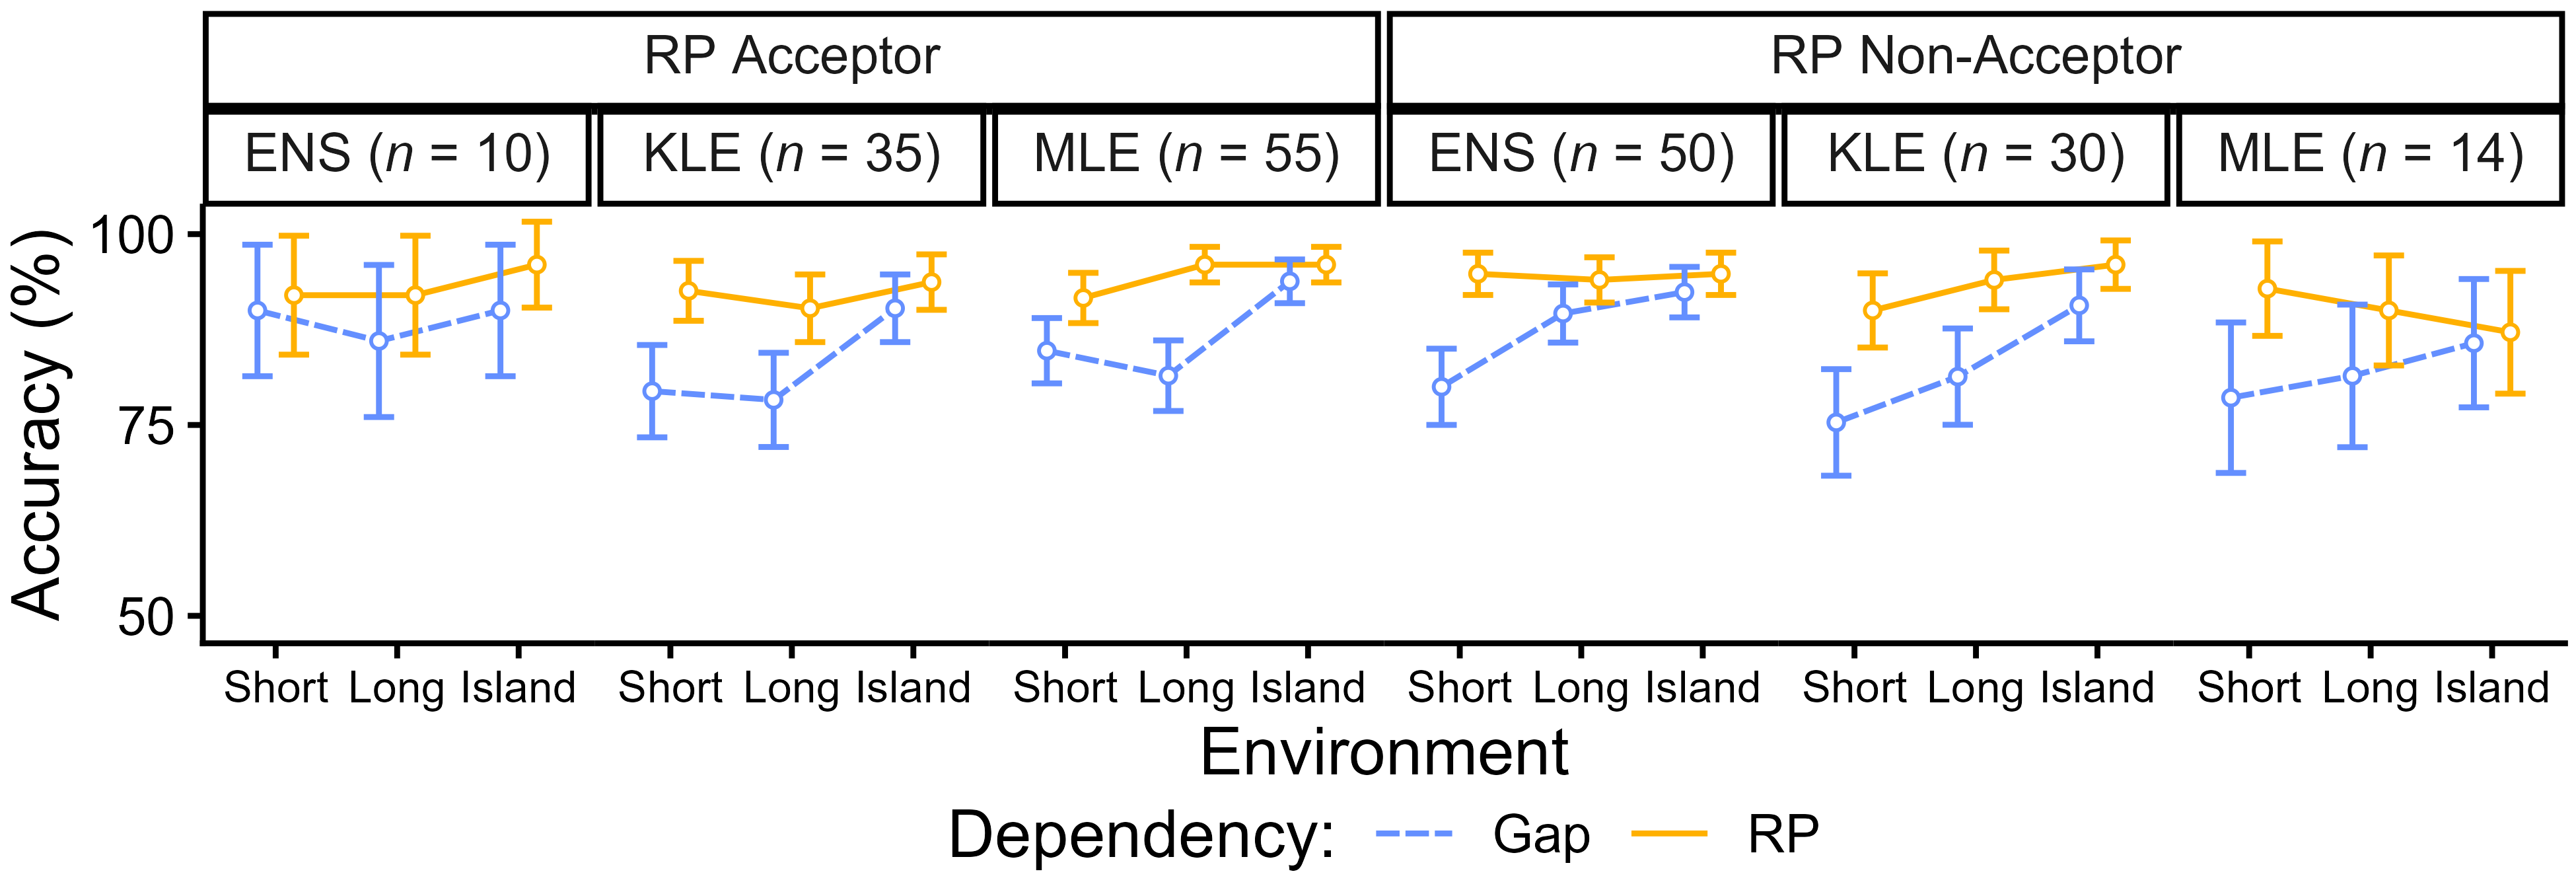 RP Acceptor RP Non-Acceptor
ENS (n = 10) KLE (n = 35) MLE (n = 55) ENS (n = 50) KLE (n = 30) MLE (n = 14)
Accuracy (%)
100
75
50
Short Long Island Short Long Island Short Long Island Short Long Island Short Long Island Short Long Island
Environment
Dependency: Gap RP